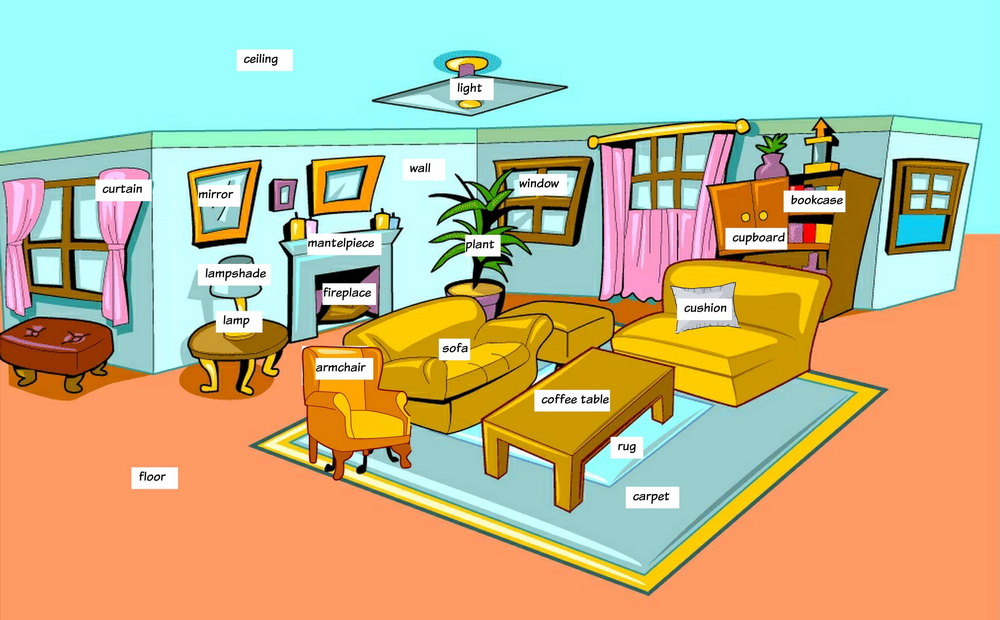 ceiling
light
wall
curtain
mirror
window
bookcase
mantelpiece
plant
cupboard
lampshade
fireplace
cushion
lamp
sofa
armchair
coffee table
rug
floor
carpet